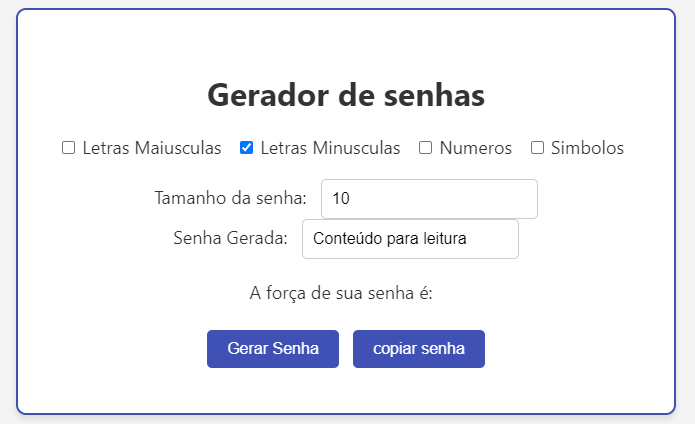 Gerador de senhas
Letras Maiusculas Letras Minusculas Numeros Simbolos
Tamanho da senha: 10
Senha Gerada: Conteúdo para leitura
A força de sua senha é:
Gerar Senha copiar senha